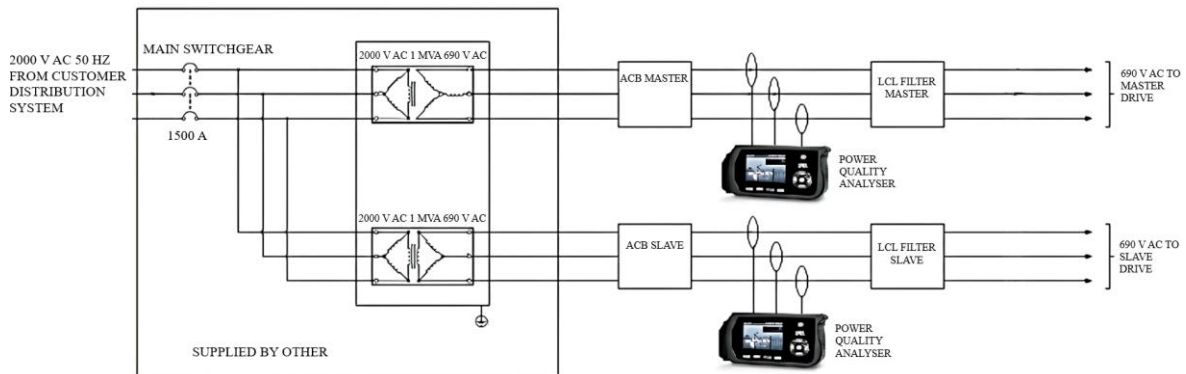 2000 V AC 50 HZ
FROM CUSTOMER
DISTRIBUTION
SYSTEM
MAIN SWITCHGEAR
1500 A
2000 V AC 1 MVA 690 V AC
ACB MASTER
LCL FILTER
MASTER
690 V AC TO
MASTER
DRIVE
POWER
QUALITY
ANALYSER
2000 V AC 1 MVA 690 V AC
ACB SLAVE
LCL FILTER
SLAVE
690 V AC TO
SLAVE
DRIVE
POWER
QUALITY
ANALYSER
SUPPLIED BY OTHER